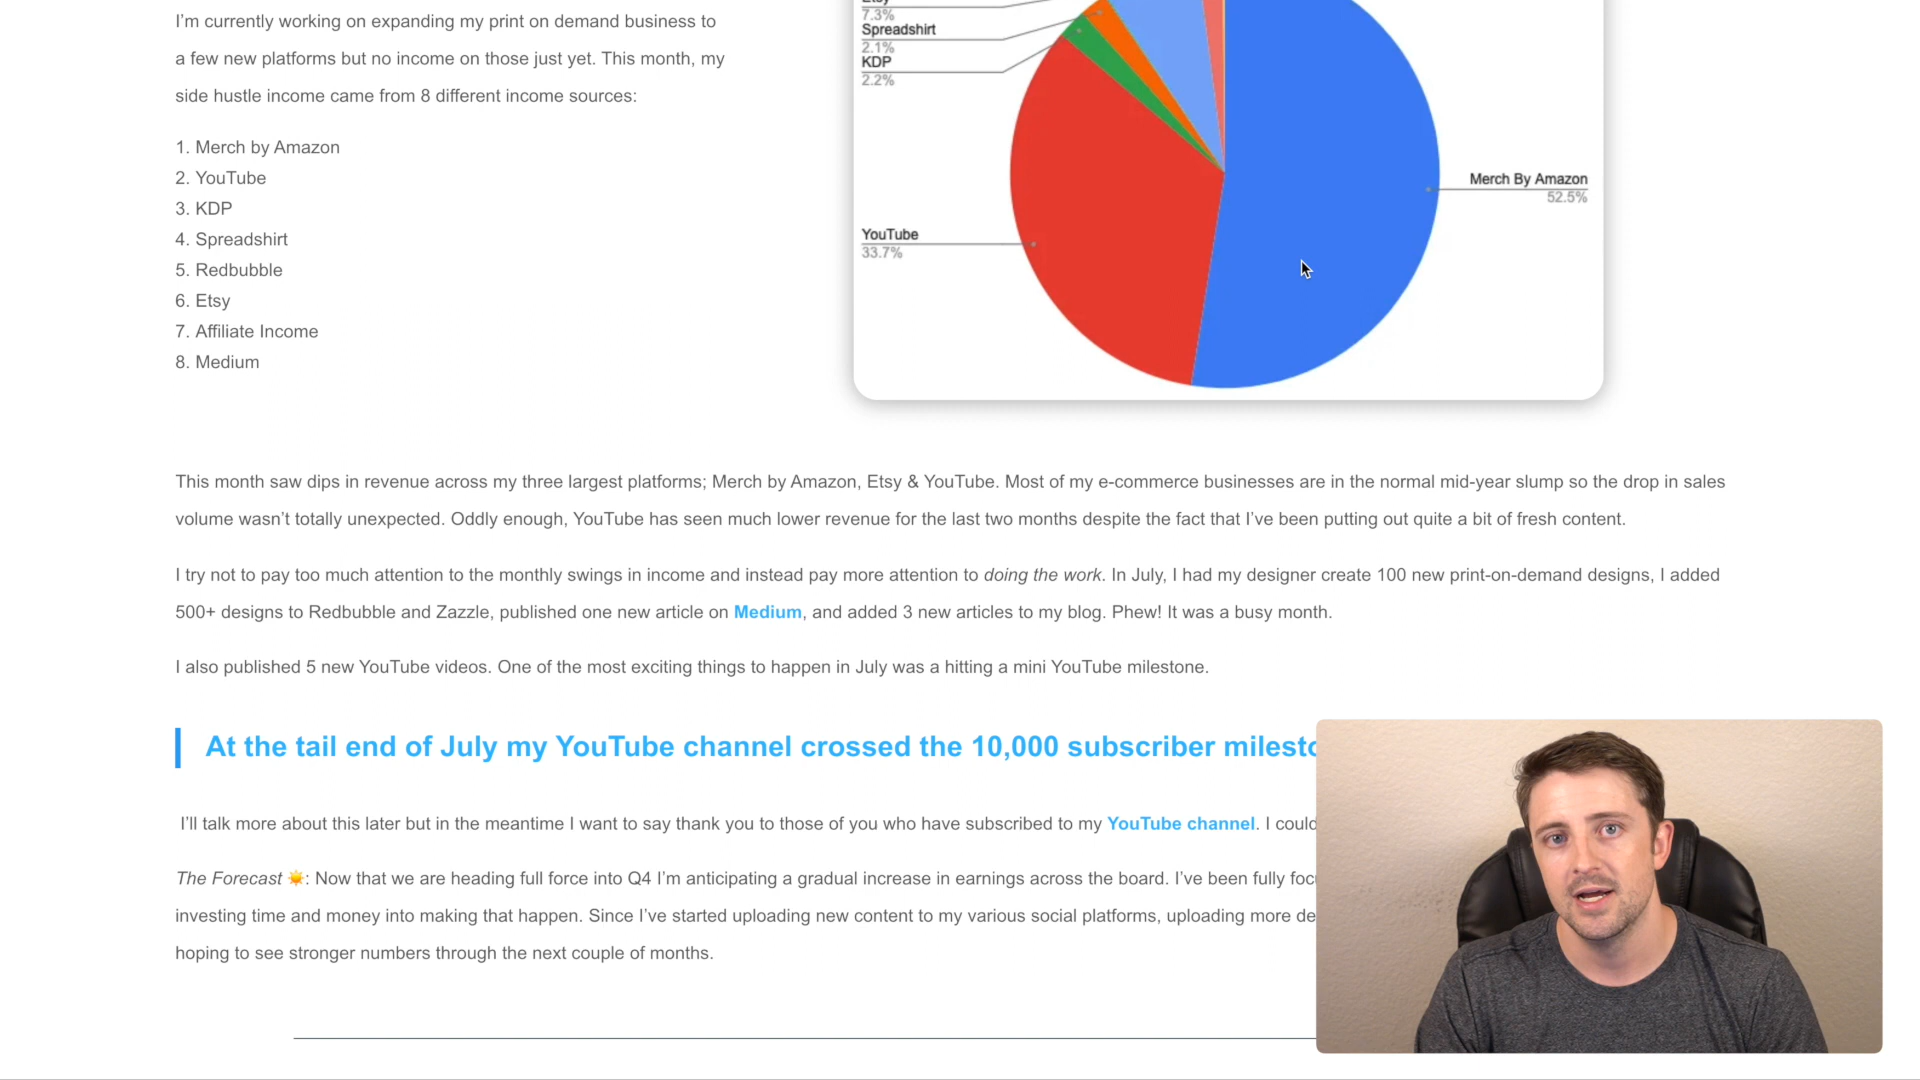 I'm currently working on expanding my print on demand business to
a few new platforms but no income on those just yet. This month, my
side hustle income came from 8 different income sources:
1. Merch by Amazon
2. YouTube
3. KDP
4. Spreadshirt
5. Redbubble
6. Etsy
7. Affiliate Income
8. Medium
7.3%
Spreadshirt
2.1%
KDP
2.2%
YouTube
33.7%
Merch By Amazon
52.5%
This month saw dips in revenue across my three largest platforms; Merch by Amazon, Etsy & YouTube. Most of my e-commerce businesses are in the normal mid-year slump so the drop in sales
volume wasn't totally unexpected. Oddly enough, YouTube has seen much lower revenue for the last two months despite the fact that I've been putting out quite a bit of fresh content.
I try not to pay too much attention to the monthly swings in income and instead pay more attention to doing the work. In July, I had my designer create 100 new print-on-demand designs, I added
500+ designs to Redbubble and Zazzle, published one new article on Medium, and added 3 new articles to my blog. Phew! It was a busy month.
I also published 5 new YouTube videos. One of the most exciting things to happen in July was a hitting a mini YouTube milestone.
At the tail end of July my YouTube channel crossed the 10,000 subscriber
I'll talk more about this later but in the meantime I want to say thank you to those of you who have subscribed to my YouTube channel. I could
The Forecast ☀️: Now that we are heading full force into Q4 I'm anticipating a gradual increase in earnings across the board. I've been fully
investing time and money into making that happen. Since I've started uploading new content to my various social platforms, uploading more
hoping to see stronger numbers through the next couple of months.